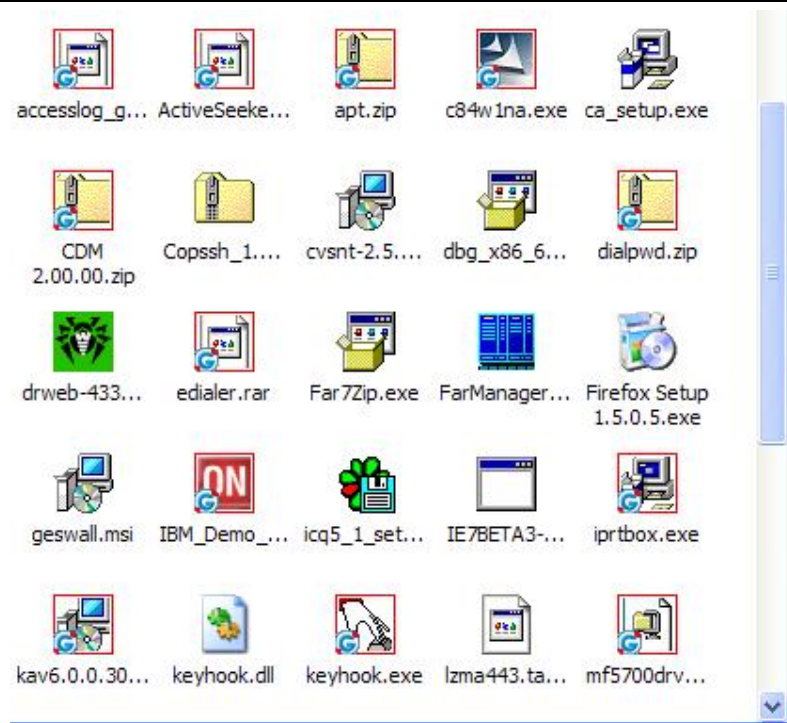 accesslog_g... ActiveSeeke... apt.zip c84w1na.exe ca_setup.exe
CDM
2.00.00.zip
Copssh_1.... cvsnt-2.5.... dbg_x86_6... dialpwd.zip
drweb-433... edialer.rar Far7Zip.exe FarManager... Firefox Setup
1.5.0.5.exe
ON
geswall.msi IBM_Demo_... icq5_1_set... IE7BETA3-... iprtbox.exe
kav6.0.0.30... keyhook.dll keyhook.exe lzma443.ta... mf5700drv...